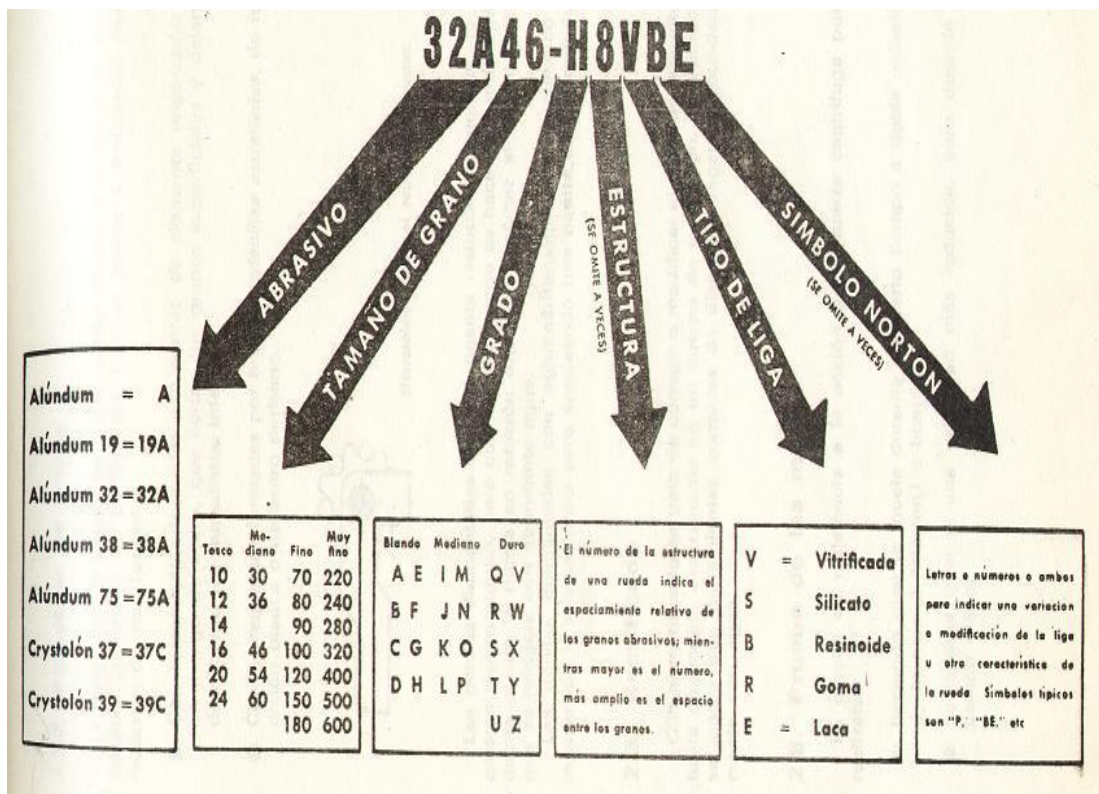 32A46-H8VBE
ABRASIVO
TAMAÑO DE GRANO
GRADO
ESTRUCTURA
(SE OMITE A VECES)
TIPO DE LIGA
SIMBOLO NORTON
(SE OMITE A VECES)
Alúndum = A
Alúndum 19 = 19A
Alúndum 32 = 32A
Alúndum 38 = 38A
Alúndum 75 = 75A
Crystolón 37 = 37C
Crystolón 39 = 39C
Tosco Me-diano Fino Muy fino
10 30 70 220
12 36 80 240
14 90 280
16 46 100 320
20 54 120 400
24 60 150 500
180 600
Blando Mediano Duro
A E I M Q V
B F J N R W
C G K O S X
D H L P T Y
U Z
El número de la estructura
de una rueda indica el
espaciamiento relativo de
los granos abrasivos; mien-
tras mayor es el número,
más amplio es el espacio
entre los granos.
V = Vitrificada
S Silicato
B Resinoide
R Goma
E = Laca
Letras o números o ambos
para indicar una variacion
o modificación de la liga
u otra característica de
la rueda Símbolos típicos
son "P," "BE," etc